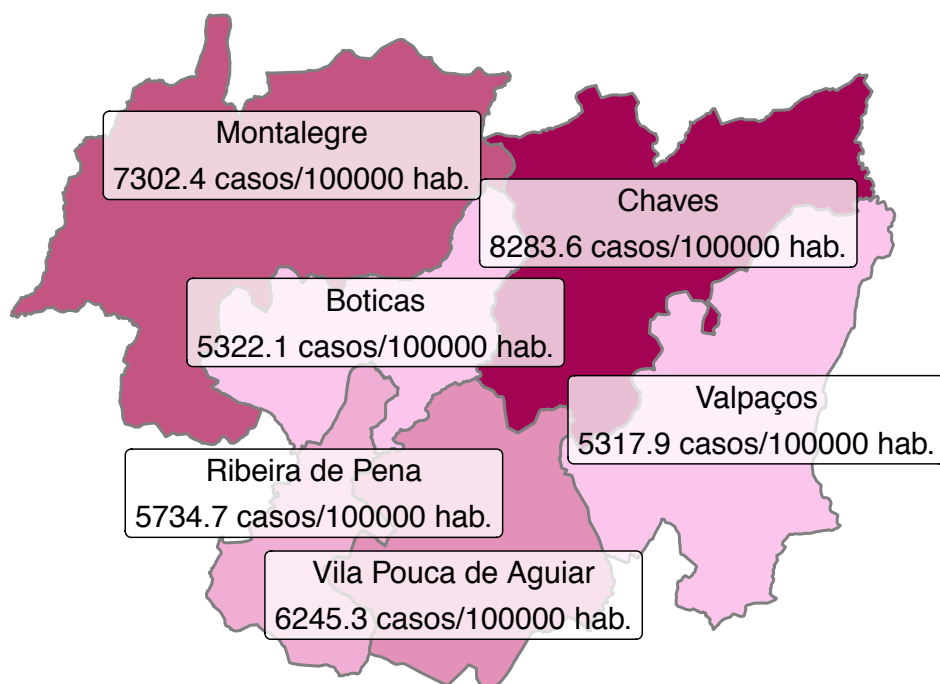 Montalegre
7302.4 casos/100000 hab.
Chaves
8283.6 casos/100000 hab.
Boticas
5322.1 casos/100000 hab.
Valpaços
5317.9 casos/100000 hab.
Ribeira de Pena
5734.7 casos/100000 hab.
Vila Pouca de Aguiar
6245.3 casos/100000 hab.